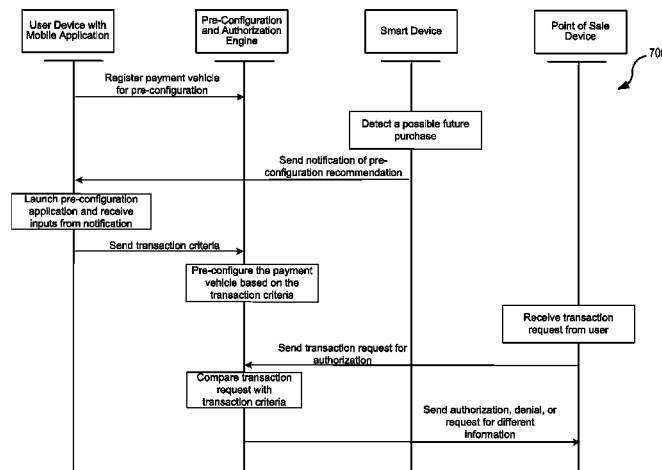 User Device with
Mobile Application
Pre-Configuration
and Authorization
Engine
Smart Device
Point of Sale
Device
700
Register payment vehicle
for pre-configuration
Detect a possible future
purchase
Send notification of pre-
configuration recommendation
Launch pre-configuration
application and receive
inputs from notification
Send transaction criteria
Pre-configure the payment
vehicle based on the
transaction criteria
Receive transaction
request from user
Send transaction request for
authorization
Compare transaction
request with
transaction criteria
Send authorization, denial, or
request for different
information